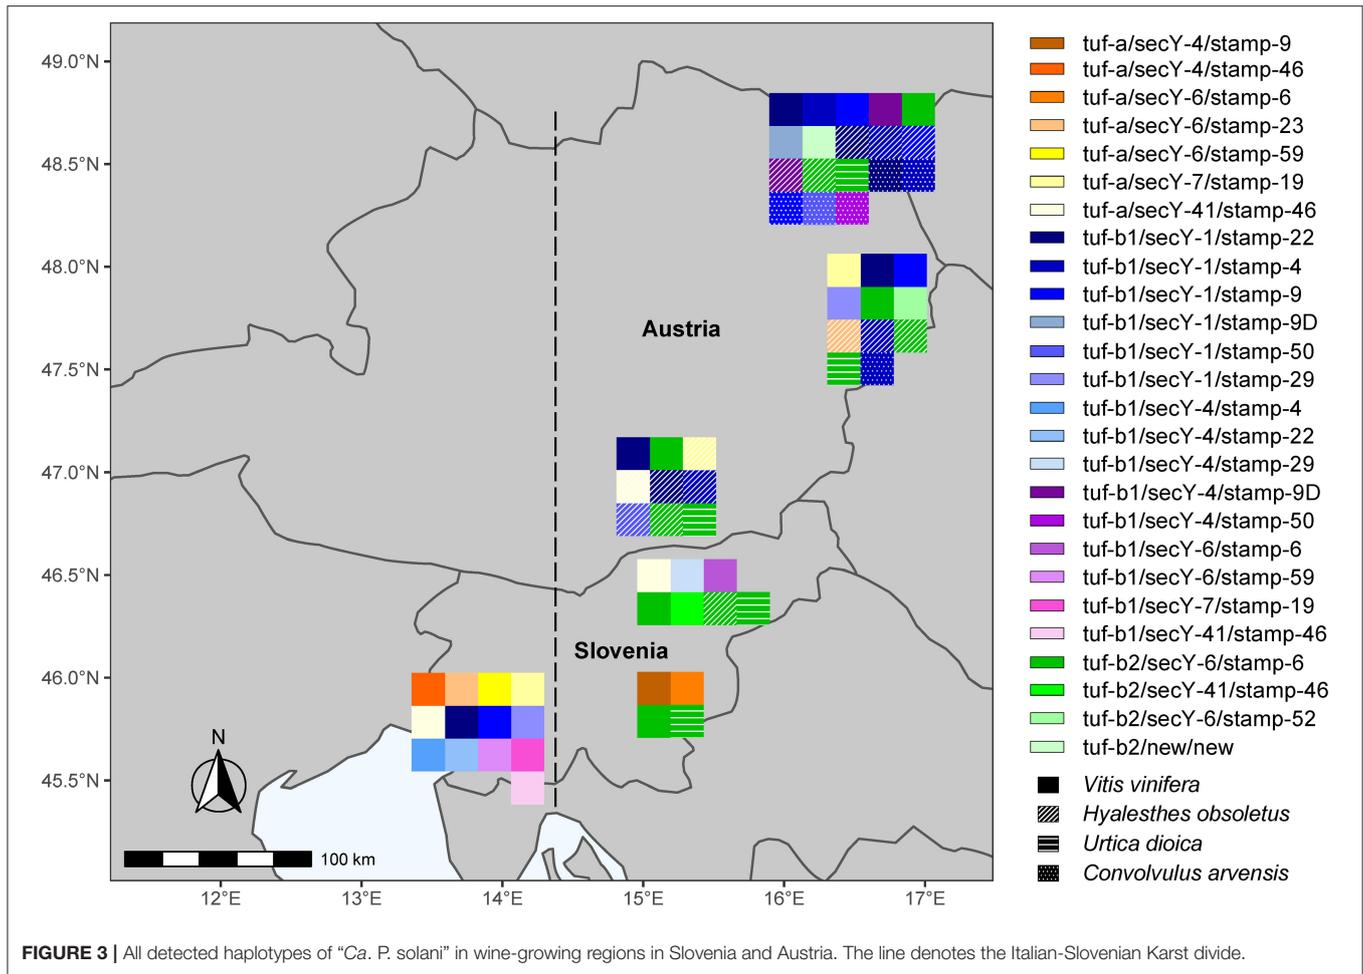 49.0°N
48.5°N
48.0°N
47.5°N
47.0°N
46.5°N
46.0°N
45.5°N
12°E
13°E
14°E
15°E
16°E
17°E
Austria
Slovenia
N
100 km
tuf-a/secY-4/stamp-9
tuf-a/secY-4/stamp-46
tuf-a/secY-6/stamp-6
tuf-a/secY-6/stamp-23
tuf-a/secY-6/stamp-59
tuf-a/secY-7/stamp-19
tuf-a/secY-41/stamp-46
tuf-b1/secY-1/stamp-22
tuf-b1/secY-1/stamp-4
tuf-b1/secY-1/stamp-9
tuf-b1/secY-1/stamp-9D
tuf-b1/secY-1/stamp-50
tuf-b1/secY-1/stamp-29
tuf-b1/secY-4/stamp-4
tuf-b1/secY-4/stamp-22
tuf-b1/secY-4/stamp-29
tuf-b1/secY-4/stamp-9D
tuf-b1/secY-4/stamp-50
tuf-b1/secY-6/stamp-6
tuf-b1/secY-6/stamp-59
tuf-b1/secY-7/stamp-19
tuf-b1/secY-41/stamp-46
tuf-b2/secY-6/stamp-6
tuf-b2/secY-41/stamp-46
tuf-b2/secY-6/stamp-52
tuf-b2/new/new
Vitis vinifera
Hyalesthes obsoletus
Urtica dioica
Convolvulus arvensis
FIGURE 3 | All detected haplotypes of “Ca. P. solani” in wine-growing regions in Slovenia and Austria. The line denotes the Italian-Slovenian Karst divide.